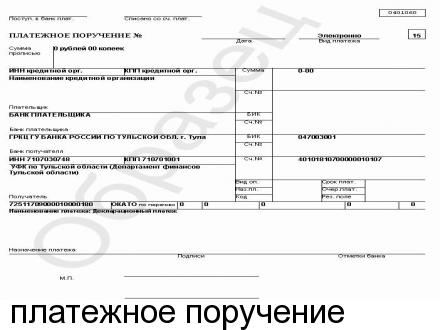 0401060
Поступ. в банк плат.
Списано со сч. плат.
ПЛАТЕЖНОЕ ПОРУЧЕНИЕ №
Электронно
15
Дата
Вид платежа
Сумма прописью
0 рублей 00 копеек
ИНН кредитной орг.
КПП кредитной орг.
Сумма
0-00
Наименование кредитной организации
Сч.№
Плательщик
БАНК ПЛАТЕЛЬЩИКА
БИК
Сч.№
Банк плательщика
ГРКЦ ГУ БАНКА РОССИИ ПО ТУЛЬСКОЙ ОБЛ. г Тула
БИК
047003001
Сч.№
Банк получателя
ИНН 7107030748
КПП 710701001
Сч.№
40101810700000010107
УФК по Тульской области (Департамент финансов
Тульской области)
Вид оп.
Срок плат.
Наз.пл.
Очер.плат.
Получатель
Код
Рез. поле
72511709000010000180
ОКАТО по перечню
0
0
0
0
0
Наименование платежа: Декларационный платеж
Назначение платежа
Подписи
Отметки банка
М.П.
Образец
платежное поручение